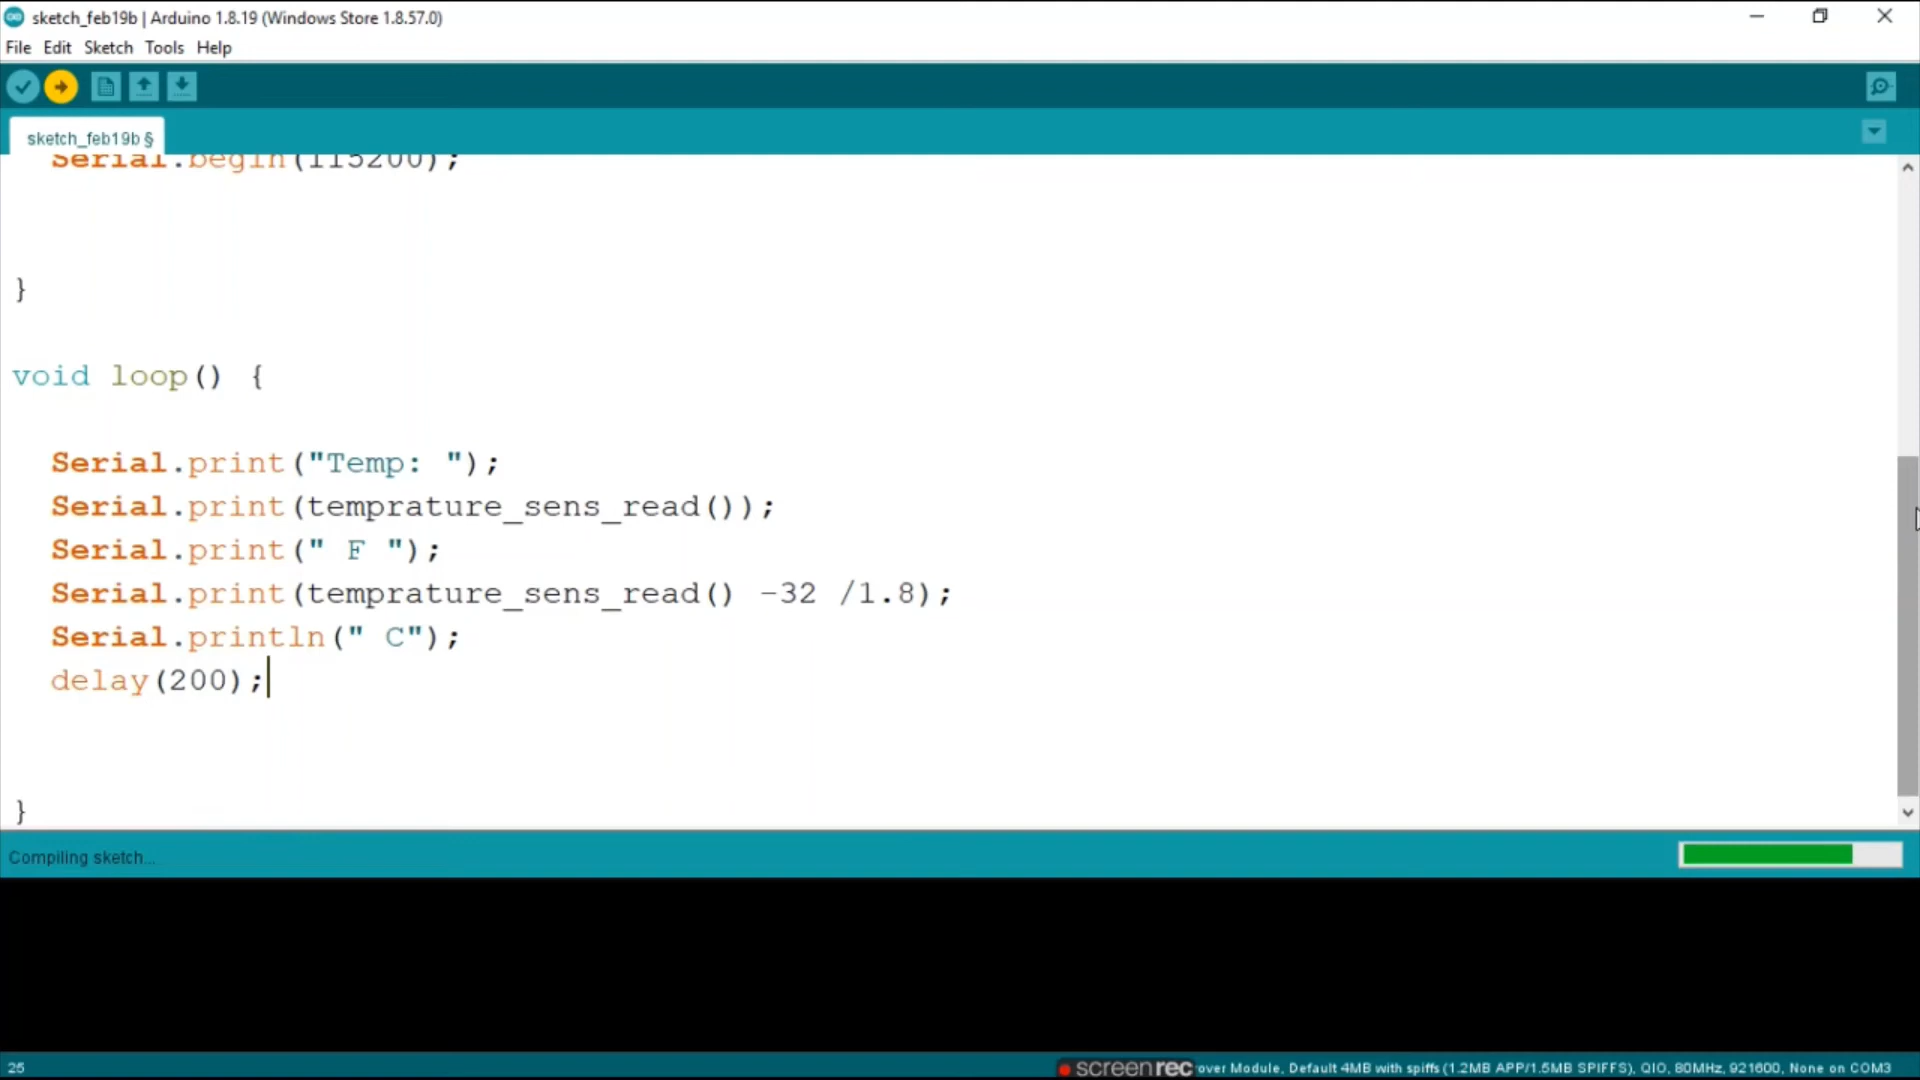 sketch_feb19b | Arduino 1.8.19 (Windows Store 1.8.57.0)
File Edit Sketch Tools Help
sketch_feb19b §
Serial.begin(115200);
}
void loop() {
Serial.print("Temp: ");
Serial.print(temprature_sens_read());
Serial.print(" F ");
Serial.print(temprature_sens_read() -32 /1.8);
Serial.println(" C");
delay(200);
}
Compiling sketch...
25
screenrec over Module, Default 4MB with spiffs (1.2MB APP/1.5MB SPIFFS), QIO, 80MHz, 921600, None on COM3